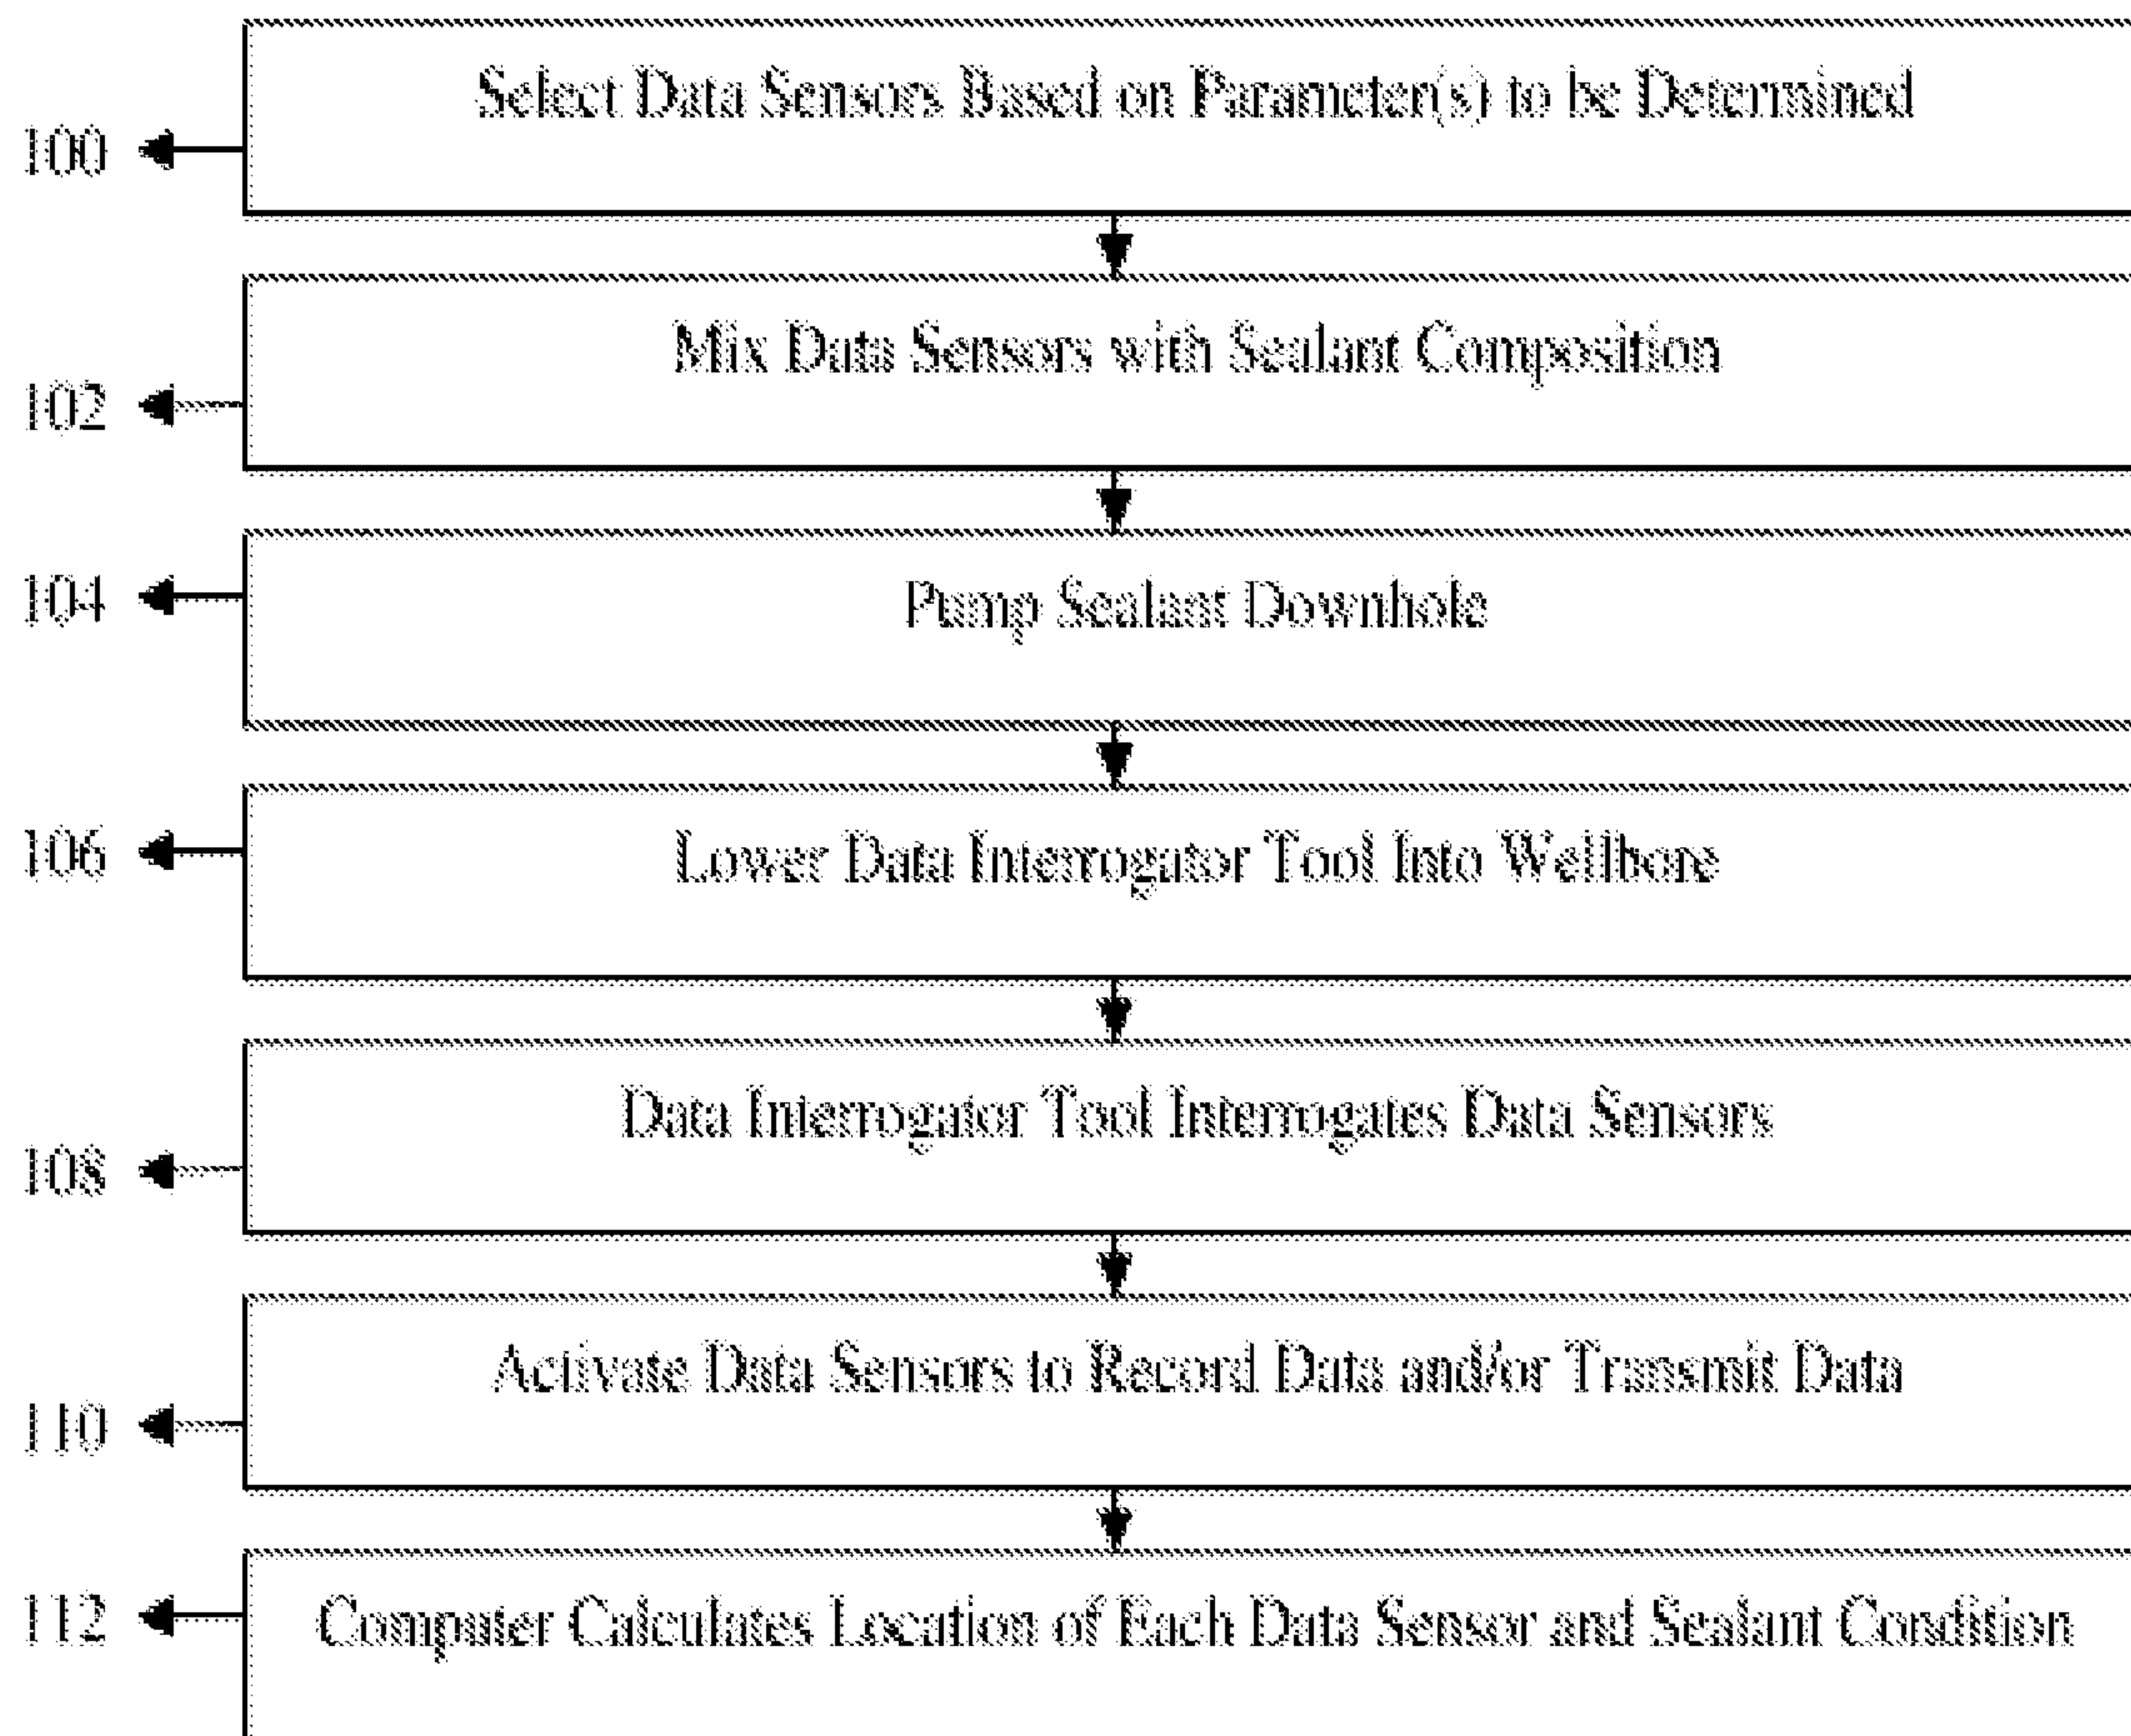 Select Data Sensors Based on Parameter(s) to be Determined
100
Mix Data Sensors with Sealant Composition
102
Pump Sealant Downhole
104
Lower Data Interrogator Tool Into Wellbore
106
Data Interrogator Tool Interrogates Data Sensors
108
Activate Data Sensors to Record Data and/or Transmit Data
110
Computer Calculates Location of Each Data Sensor and Sealant Condition
112